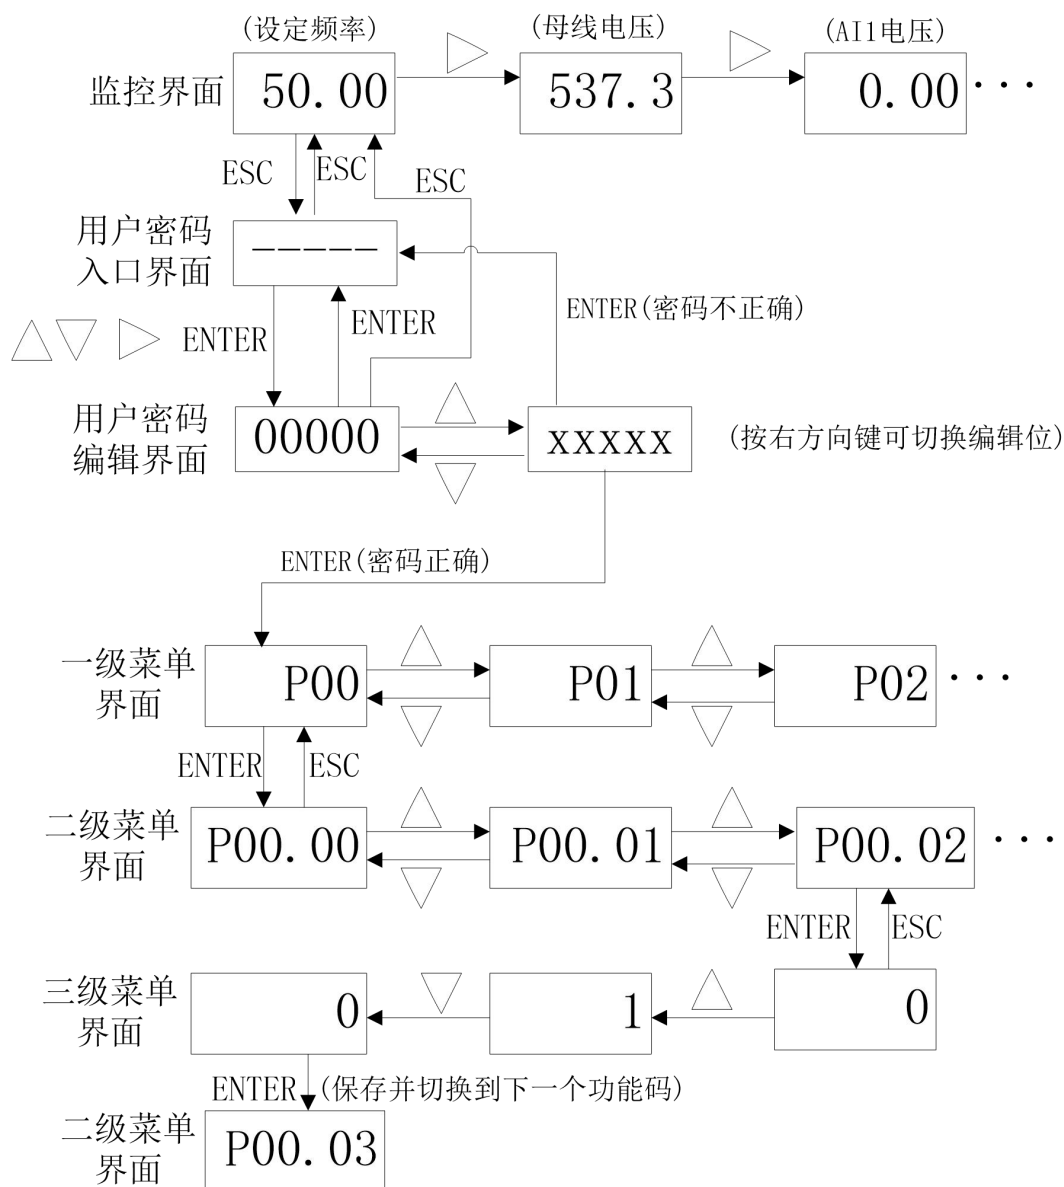 (设定频率)
(母线电压)
(AI1电压)
监控界面
50.00
537.3
0.00
···
ESC
ESC
ESC
用户密码
入口界面
-----
ENTER(密码不正确)
ENTER
ENTER
用户密码
编辑界面
00000
xxxxx
(按右方向键可切换编辑位)
ENTER(密码正确)
一级菜单
界面
P00
P01
P02
···
ENTER
ESC
二级菜单
界面
P00.00
P00.01
P00.02
···
ENTER
ESC
三级菜单
界面
0
1
0
ENTER (保存并切换到下一个功能码)
二级菜单
界面
P00.03